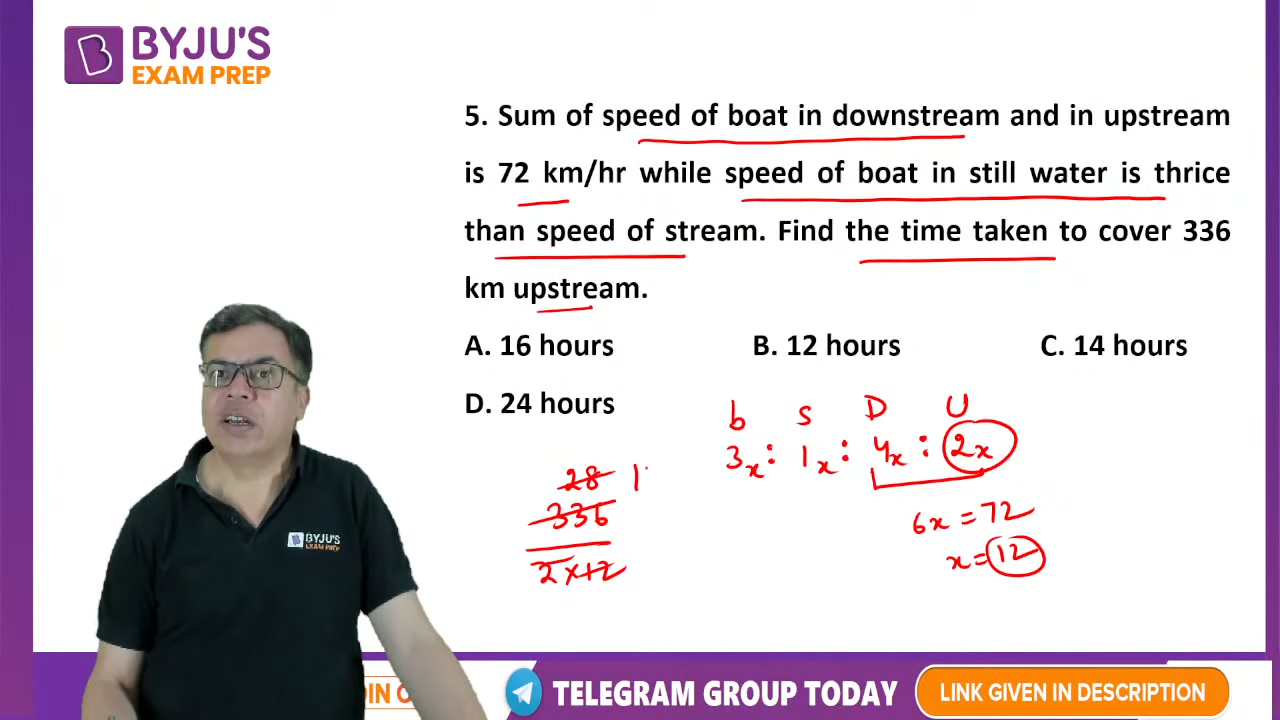 BYJU'S
EXAM PREP
5. Sum of speed of boat in downstream and in upstream
is 72 km/hr while speed of boat in still water is thrice
than speed of stream. Find the time taken to cover 336
km upstream.
A. 16 hours B. 12 hours C. 14 hours
D. 24 hours
b s D U
3x : 1x : 4x : 2x
28 1
336
2x12
6x = 72
x = 12
BYJU'S
EXAM PREP
TELEGRAM GROUP TODAY
LINK GIVEN IN DESCRIPTION